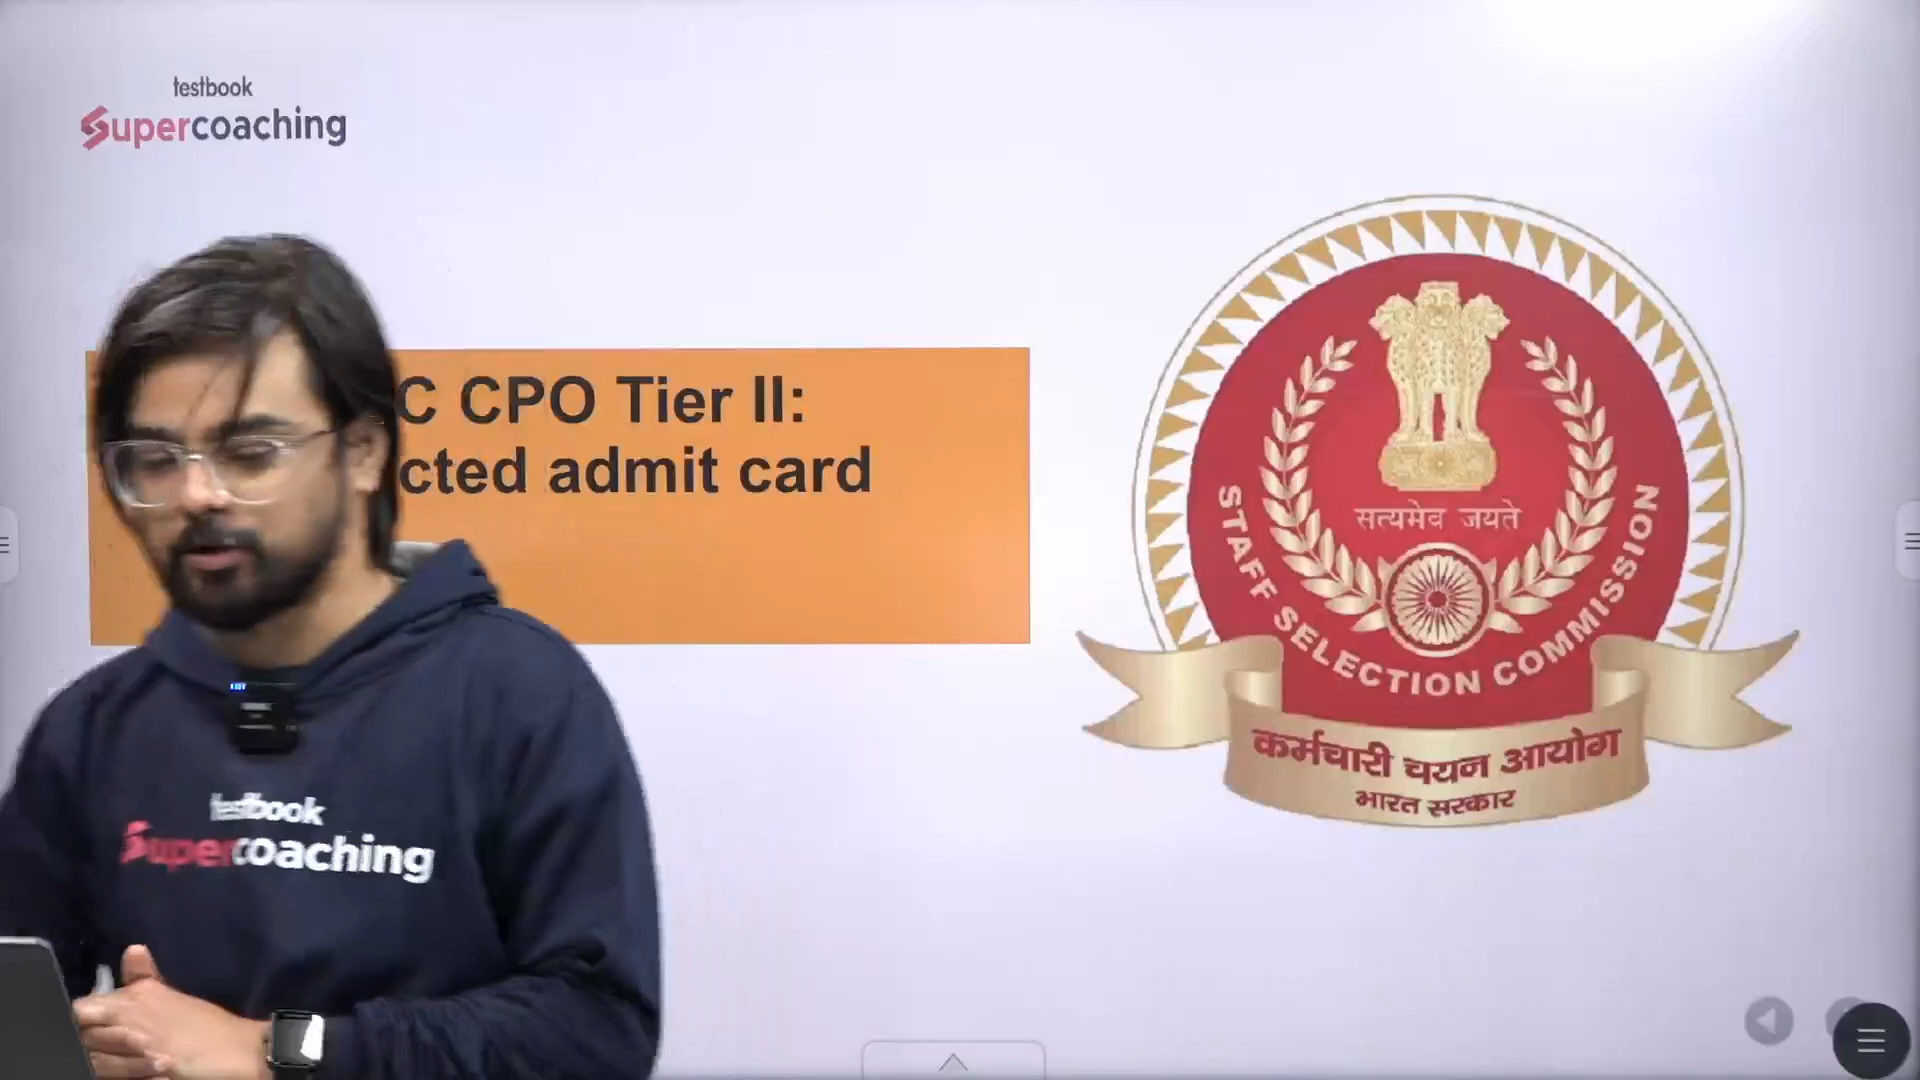 testbook
Supercoaching
C CPO Tier II:
cted admit card
सत्यमेव जयते
STAFF SELECTION COMMISSION
कर्मचारी चयन आयोग
भारत सरकार
testbook
Supercoaching